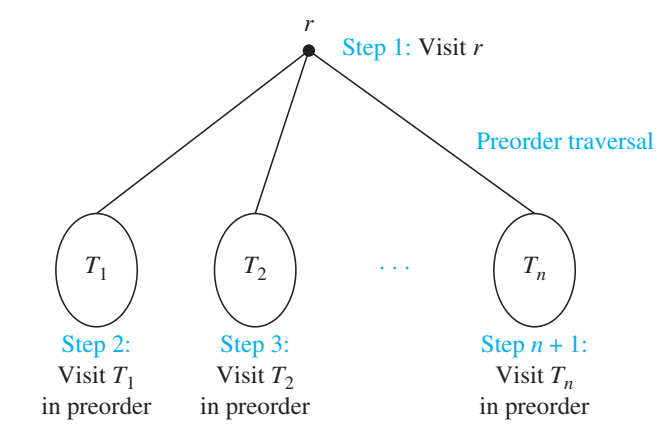 r
Step 1: Visit r
Preorder traversal
T₁
T₂
. . .
Tₙ
Step 2:
Visit T₁
in preorder
Step 3:
Visit T₂
in preorder
Step n + 1:
Visit Tₙ
in preorder